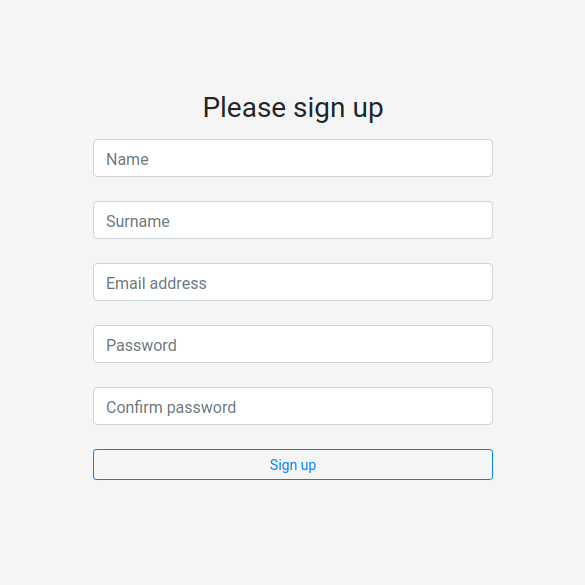 Please sign up
Name
Surname
Email address
Password
Confirm password
Sign up